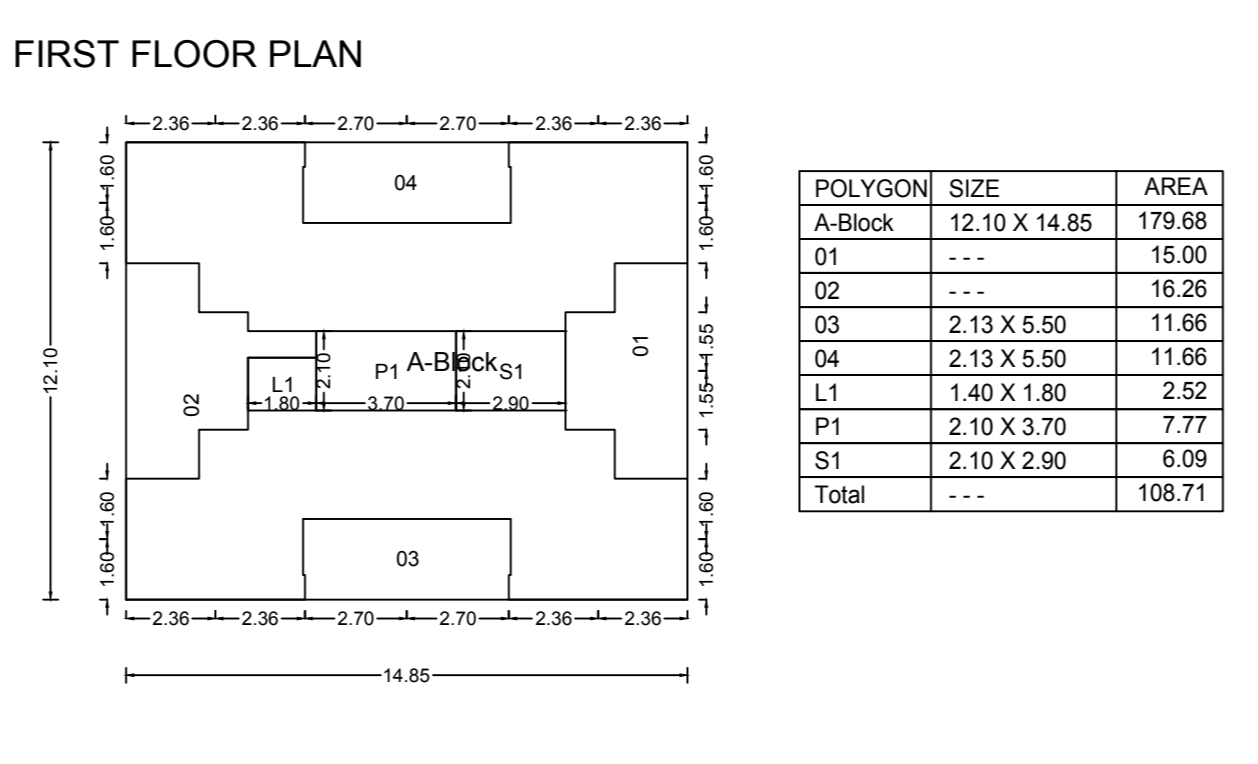 FIRST FLOOR PLAN
2.36 2.36 2.70 2.70 2.36 2.36
1.60
1.60
1.60
1.60
04
12.10
1.55
1.55
01
A-Block
P1
S1
L1
2.10
2.10
1.80
3.70
2.90
02
1.60
1.60
1.60
1.60
03
2.36 2.36 2.70 2.70 2.36 2.36
14.85
POLYGON SIZE AREA
A-Block 12.10 X 14.85 179.68
01 - - - 15.00
02 - - - 16.26
03 2.13 X 5.50 11.66
04 2.13 X 5.50 11.66
L1 1.40 X 1.80 2.52
P1 2.10 X 3.70 7.77
S1 2.10 X 2.90 6.09
Total - - - 108.71